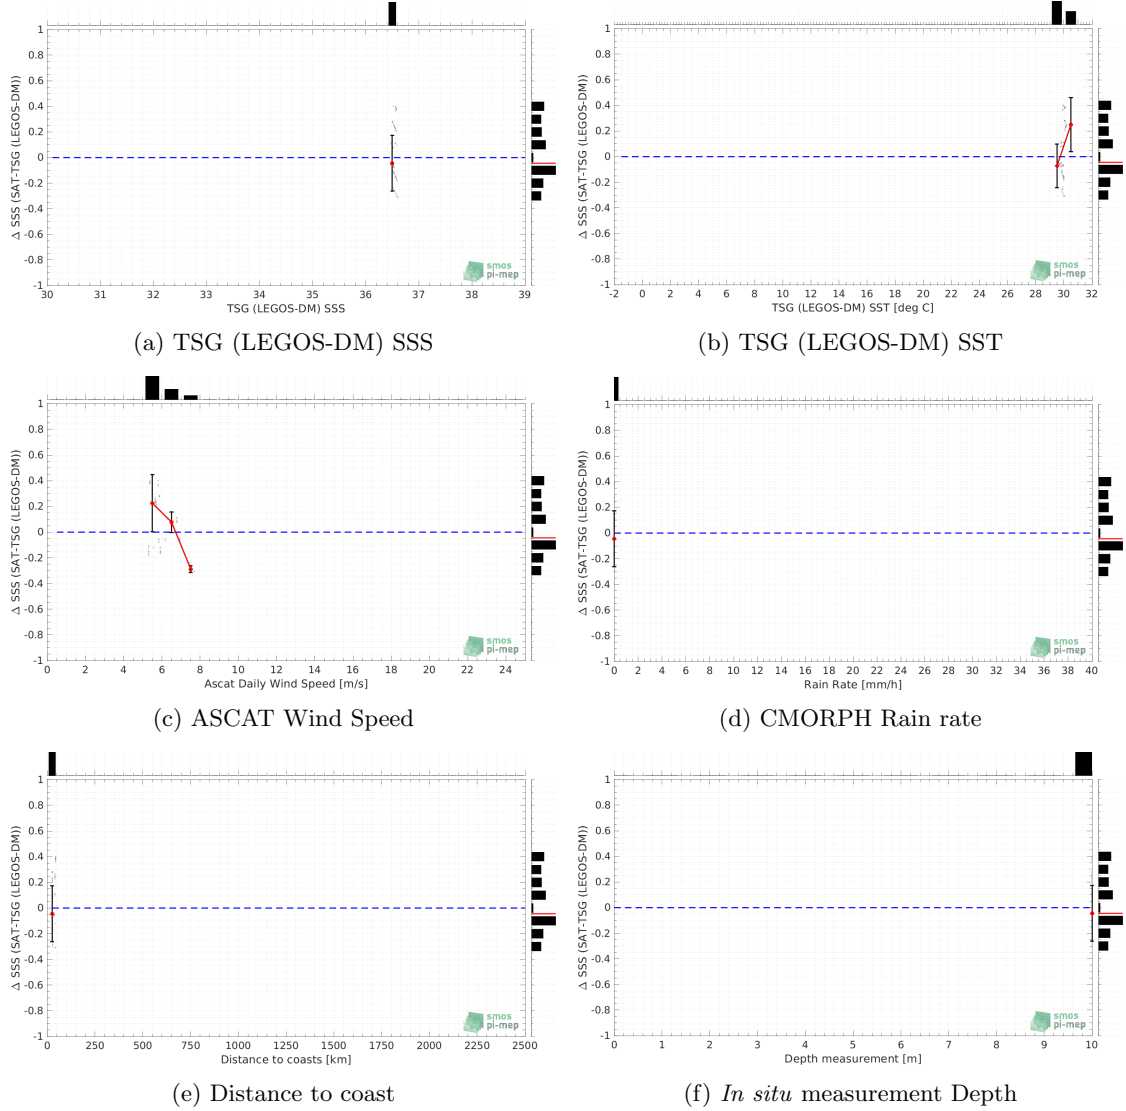 1
0.8
0.6
0.4
0.2
0
-0.2
-0.4
-0.6
-0.8
-1
Δ SSS (SAT-TSG (LEGOS-DM))
30 31 32 33 34 35 36 37 38 39
TSG (LEGOS-DM) SSS
smos
pi-mep
(a) TSG (LEGOS-DM) SSS
1
0.8
0.6
0.4
0.2
0
-0.2
-0.4
-0.6
-0.8
-1
Δ SSS (SAT-TSG (LEGOS-DM))
-2 0 2 4 6 8 10 12 14 16 18 20 22 24 26 28 30 32
TSG (LEGOS-DM) SST [deg C]
smos
pi-mep
(b) TSG (LEGOS-DM) SST
1
0.8
0.6
0.4
0.2
0
-0.2
-0.4
-0.6
-0.8
-1
Δ SSS (SAT-TSG (LEGOS-DM))
0 2 4 6 8 10 12 14 16 18 20 22 24
Ascat Daily Wind Speed [m/s]
smos
pi-mep
(c) ASCAT Wind Speed
1
0.8
0.6
0.4
0.2
0
-0.2
-0.4
-0.6
-0.8
-1
Δ SSS (SAT-TSG (LEGOS-DM))
0 2 4 6 8 10 12 14 16 18 20 22 24 26 28 30 32 34 36 38 40
Rain Rate [mm/h]
smos
pi-mep
(d) CMORPH Rain rate
1
0.8
0.6
0.4
0.2
0
-0.2
-0.4
-0.6
-0.8
-1
Δ SSS (SAT-TSG (LEGOS-DM))
0 250 500 750 1000 1250 1500 1750 2000 2250 2500
Distance to coasts [km]
smos
pi-mep
(e) Distance to coast
1
0.8
0.6
0.4
0.2
0
-0.2
-0.4
-0.6
-0.8
-1
Δ SSS (SAT-TSG (LEGOS-DM))
0 1 2 3 4 5 6 7 8 9 10
Depth measurement [m]
smos
pi-mep
(f) In situ measurement Depth